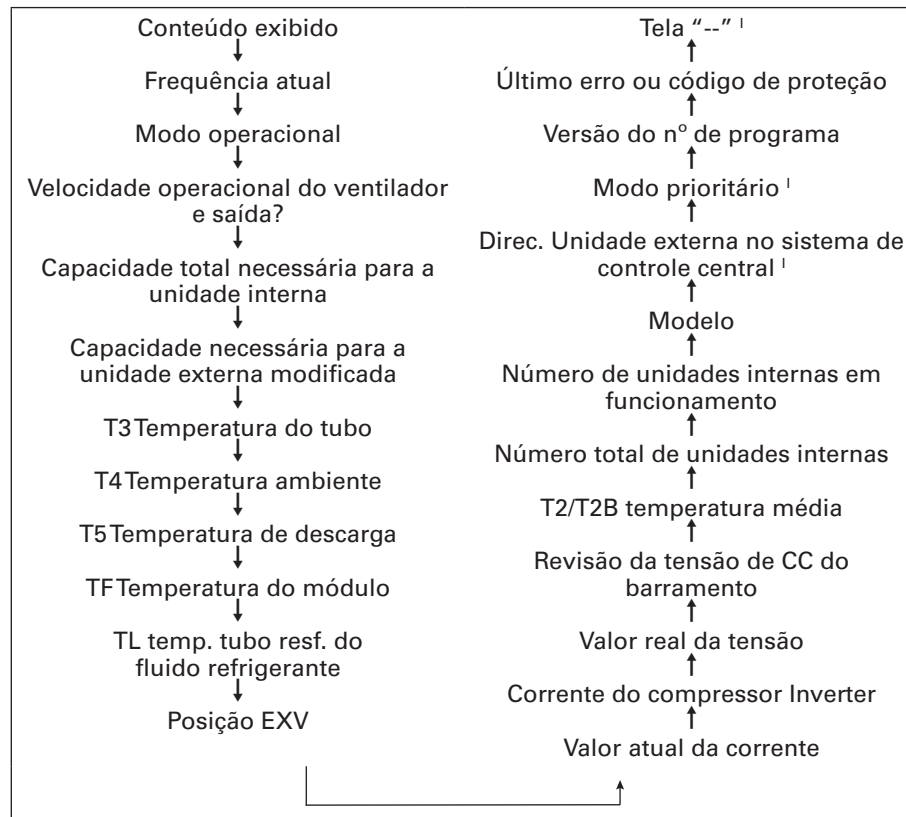 Conteúdo exibido
Frequência atual
Modo operacional
Velocidade operacional do ventilador
e saída?
Capacidade total necessária para a
unidade interna
Capacidade necessária para a
unidade externa modificada
T3 Temperatura do tubo
T4 Temperatura ambiente
T5 Temperatura de descarga
TF Temperatura do módulo
TL temp. tubo resf. do
fluido refrigerante
Posição EXV
Valor atual da corrente
Corrente do compressor Inverter
Valor real da tensão
Revisão da tensão de CC do
barramento
T2/T2B temperatura média
Número total de unidades internas
Número de unidades internas em
funcionamento
Modelo
Direc. Unidade externa no sistema de
controle central ᴵ
Modo prioritário ᴵ
Versão do nº de programa
Último erro ou código de proteção
Tela “--” ᴵ